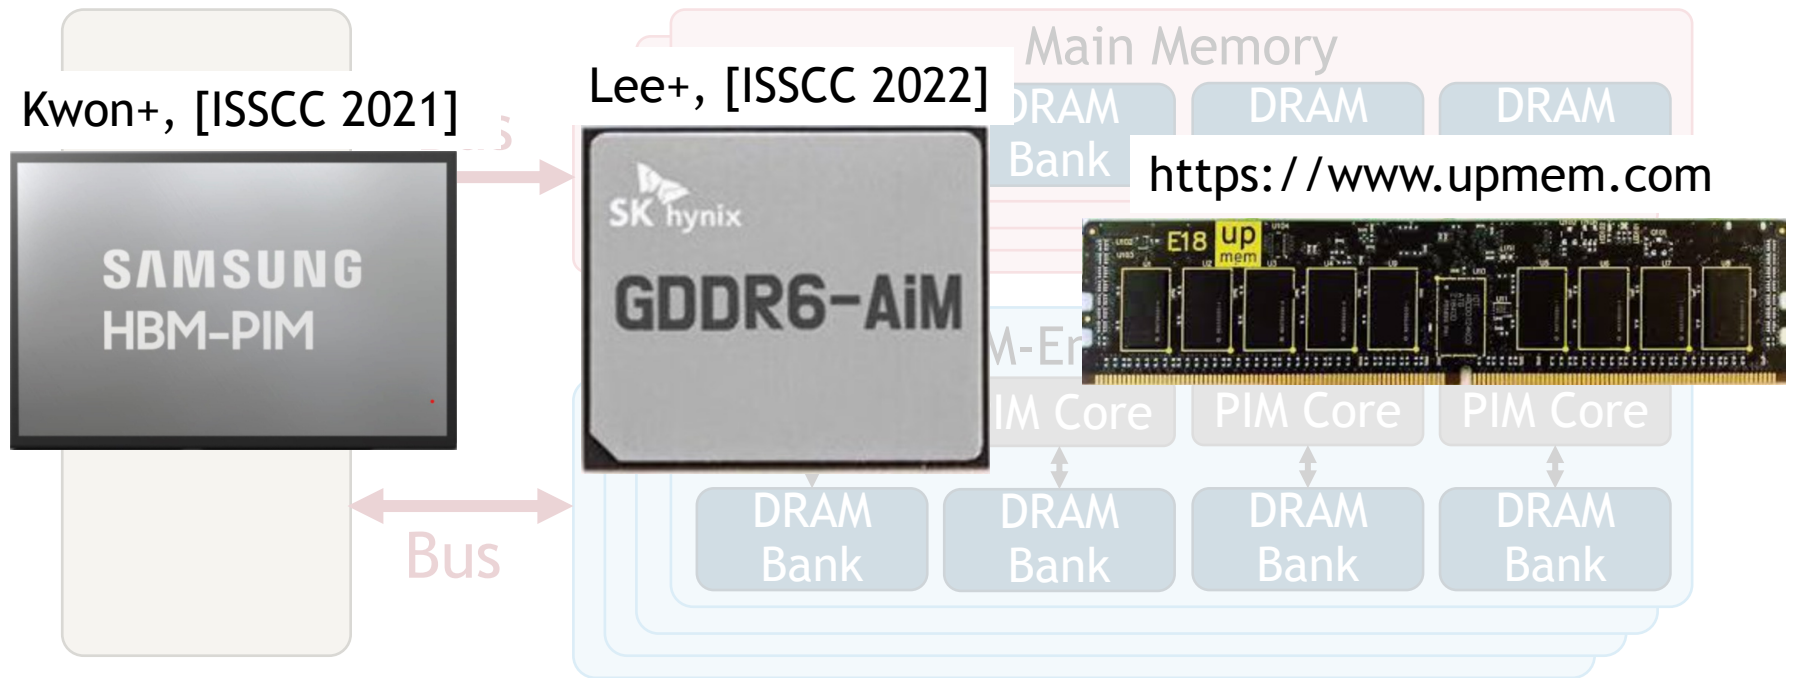 Main Memory
Kwon+, [ISSCC 2021]
Lee+, [ISSCC 2022]
DRAM
Bank
DRAM
DRAM
https://www.upmem.com
SAMSUNG
HBM-PIM
SK hynix
GDDR6-AiM
E18
up
mem
PIM Core
PIM Core
DRAM
Bank
DRAM
Bank
DRAM
Bank
DRAM
Bank
Bus